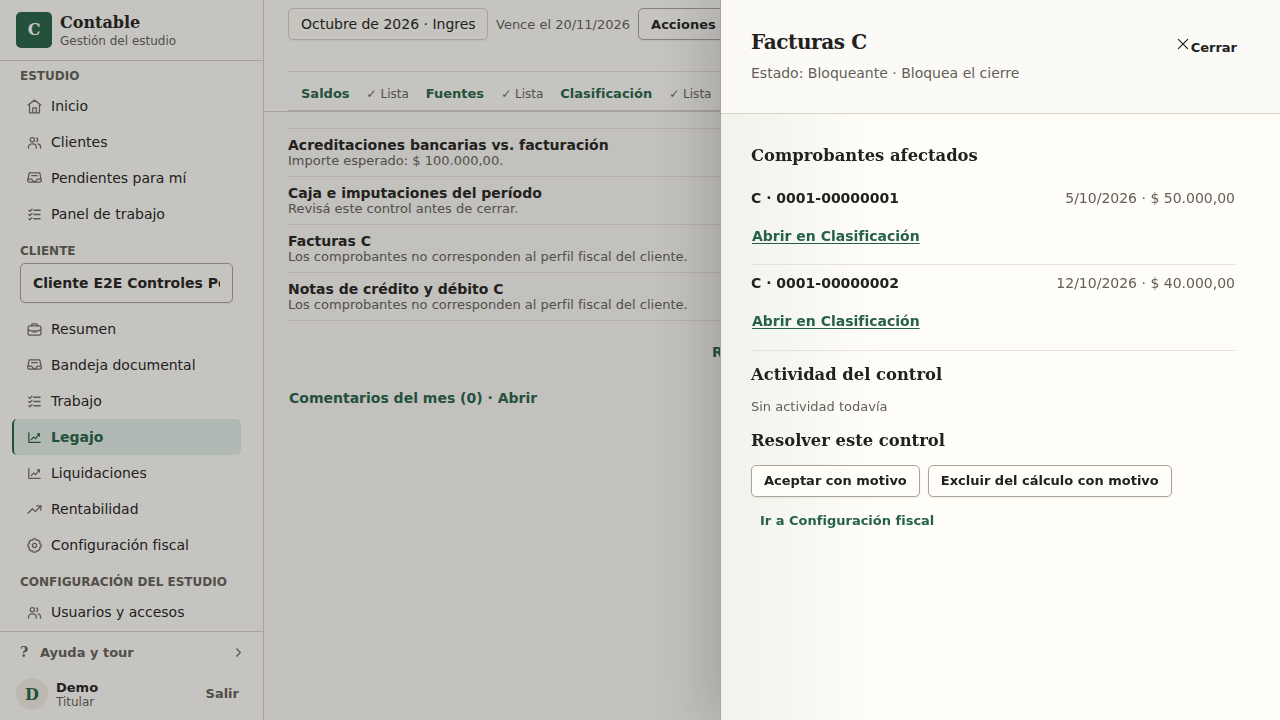 C
Contable
Gestión del estudio
ESTUDIO
Inicio
Clientes
Pendientes para mí
Panel de trabajo
CLIENTE
Cliente E2E Controles
Resumen
Bandeja documental
Trabajo
Legajo
Liquidaciones
Rentabilidad
Configuración fiscal
CONFIGURACIÓN DEL ESTUDIO
Usuarios y accesos
? Ayuda y tour
D
Demo
Titular
Salir
Octubre de 2026 · Ingres
Vence el 20/11/2026
Acciones
Saldos ✓ Lista Fuentes ✓ Lista Clasificación ✓ Lista
Acreditaciones bancarias vs. facturación
Importe esperado: $ 100.000,00.
Caja e imputaciones del período
Revisá este control antes de cerrar.
Facturas C
Los comprobantes no corresponden al perfil fiscal del cliente.
Notas de crédito y débito C
Los comprobantes no corresponden al perfil fiscal del cliente.
Comentarios del mes (0) · Abrir
Facturas C
Cerrar
Estado: Bloqueante · Bloquea el cierre
Comprobantes afectados
C · 0001-00000001 5/10/2026 · $ 50.000,00
Abrir en Clasificación
C · 0001-00000002 12/10/2026 · $ 40.000,00
Abrir en Clasificación
Actividad del control
Sin actividad todavía
Resolver este control
Aceptar con motivo Excluir del cálculo con motivo
Ir a Configuración fiscal